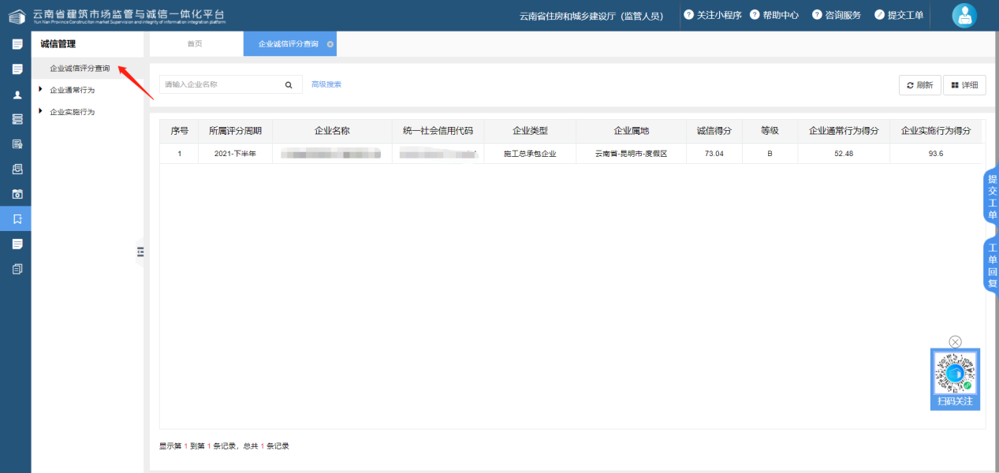 云南省建筑市场监管与诚信一体化平台
Yun Nan Province Construction market Supervision and integrity of information integration platform
云南省住房和城乡建设厅（监管人员）
关注小程序
帮助中心
咨询服务
提交工单
诚信管理
企业诚信评分查询
企业通常行为
企业实施行为
首页
企业诚信评分查询
请输入企业名称
高级搜索
刷新
详细
序号 所属评分周期 企业名称 统一社会信用代码 企业类型 企业属地 诚信得分 等级 企业通常行为得分 企业实施行为得分
1 2021-下半年 施工总承包企业 云南省-昆明市-度假区 73.04 B 52.48 93.6
提交工单
工单回复
扫码关注
显示第 1 到第 1 条记录，总共 1 条记录